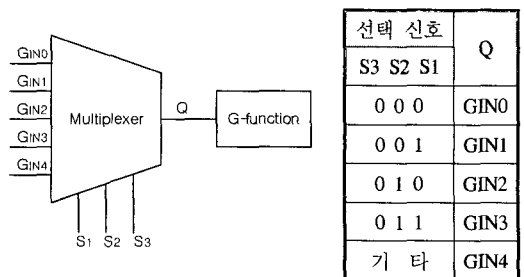 GIN0
GIN1
GIN2
GIN3
GIN4
Multiplexer
Q
G-function
S1 S2 S3
선택 신호
Q
S3 S2 S1
0 0 0 GIN0
0 0 1 GIN1
0 1 0 GIN2
0 1 1 GIN3
기 타 GIN4